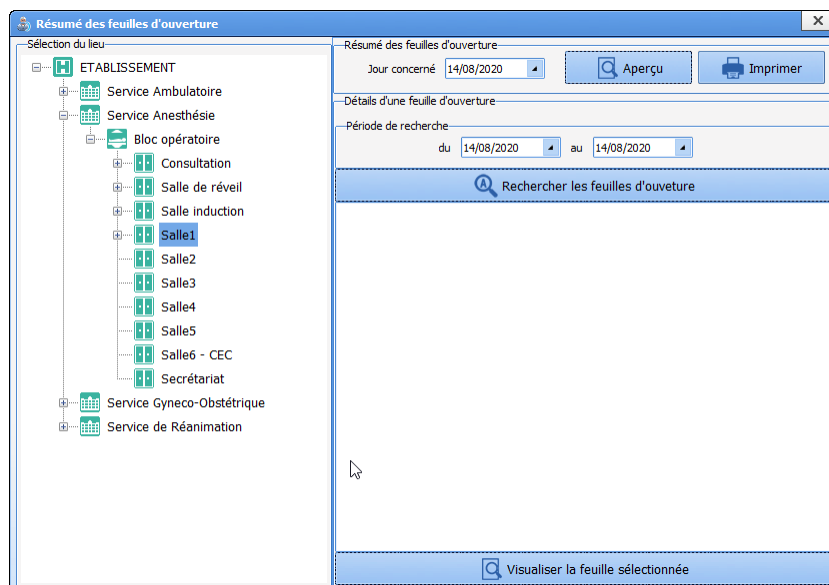 Résumé des feuilles d'ouverture
Sélection du lieu
ETABLISSEMENT
Service Ambulatoire
Service Anesthésie
Bloc opératoire
Consultation
Salle de réveil
Salle induction
Salle1
Salle2
Salle3
Salle4
Salle5
Salle6 - CEC
Secrétariat
Service Gyneco-Obstétrique
Service de Réanimation
Résumé des feuilles d'ouverture
Jour concerné 14/08/2020 Aperçu Imprimer
Détails d'une feuille d'ouverture
Période de recherche
du 14/08/2020 au 14/08/2020
Rechercher les feuilles d'ouveture
Visualiser la feuille sélectionnée